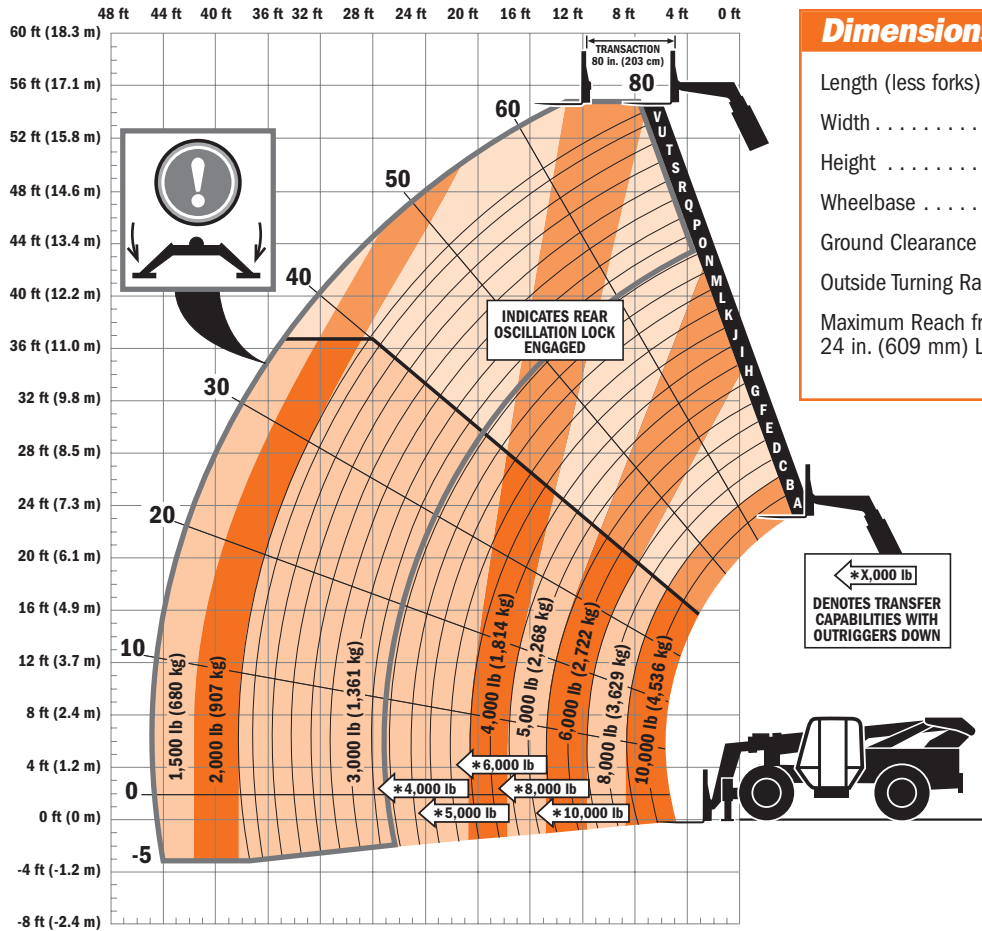 48 ft 40 ft 36 ft 32 ft 28 ft 24 ft 20 ft 16 ft 12 ft 8 ft 4 ft 0 ft
60 ft (18.3 m)
56 ft (17.1 m)
52 ft (15.8 m)
48 ft (14.6 m)
44 ft (13.4 m)
40 ft (12.2 m)
36 ft (11.0 m)
32 ft (9.8 m)
28 ft (8.5 m)
24 ft (7.3 m)
20 ft (6.1 m)
16 ft (4.9 m)
12 ft (3.7 m)
8 ft (2.4 m)
4 ft (1.2 m)
0 ft (0 m)
-4 ft (-1.2 m)
-8 ft (-2.4 m)
TRANSACTION
80 in. (203 cm)
80
60
50
40
30
20
10
0
-5
!
INDICATES REAR
OSCILLATION LOCK
ENGAGED
V
U
T
S
R
Q
P
O
N
M
L
K
J
I
H
G
F
E
D
C
B
A
1,500 lb (680 kg)
2,000 lb (907 kg)
3,000 lb (1,361 kg)
4,000 lb (1,814 kg)
5,000 lb (2,268 kg)
6,000 lb (2,722 kg)
8,000 lb (3,629 kg)
10,000 lb (4,536 kg)
*6,000 lb
*4,000 lb
*8,000 lb
*5,000 lb
*10,000 lb
*X,000 lb
DENOTES TRANSFER
CAPABILITIES WITH
OUTRIGGERS DOWN
Dimensions
Length (less forks)
Width . . . . . . . . .
Height . . . . . . . .
Wheelbase . . . . .
Ground Clearance
Outside Turning Ra
Maximum Reach fr
24 in. (609 mm) L